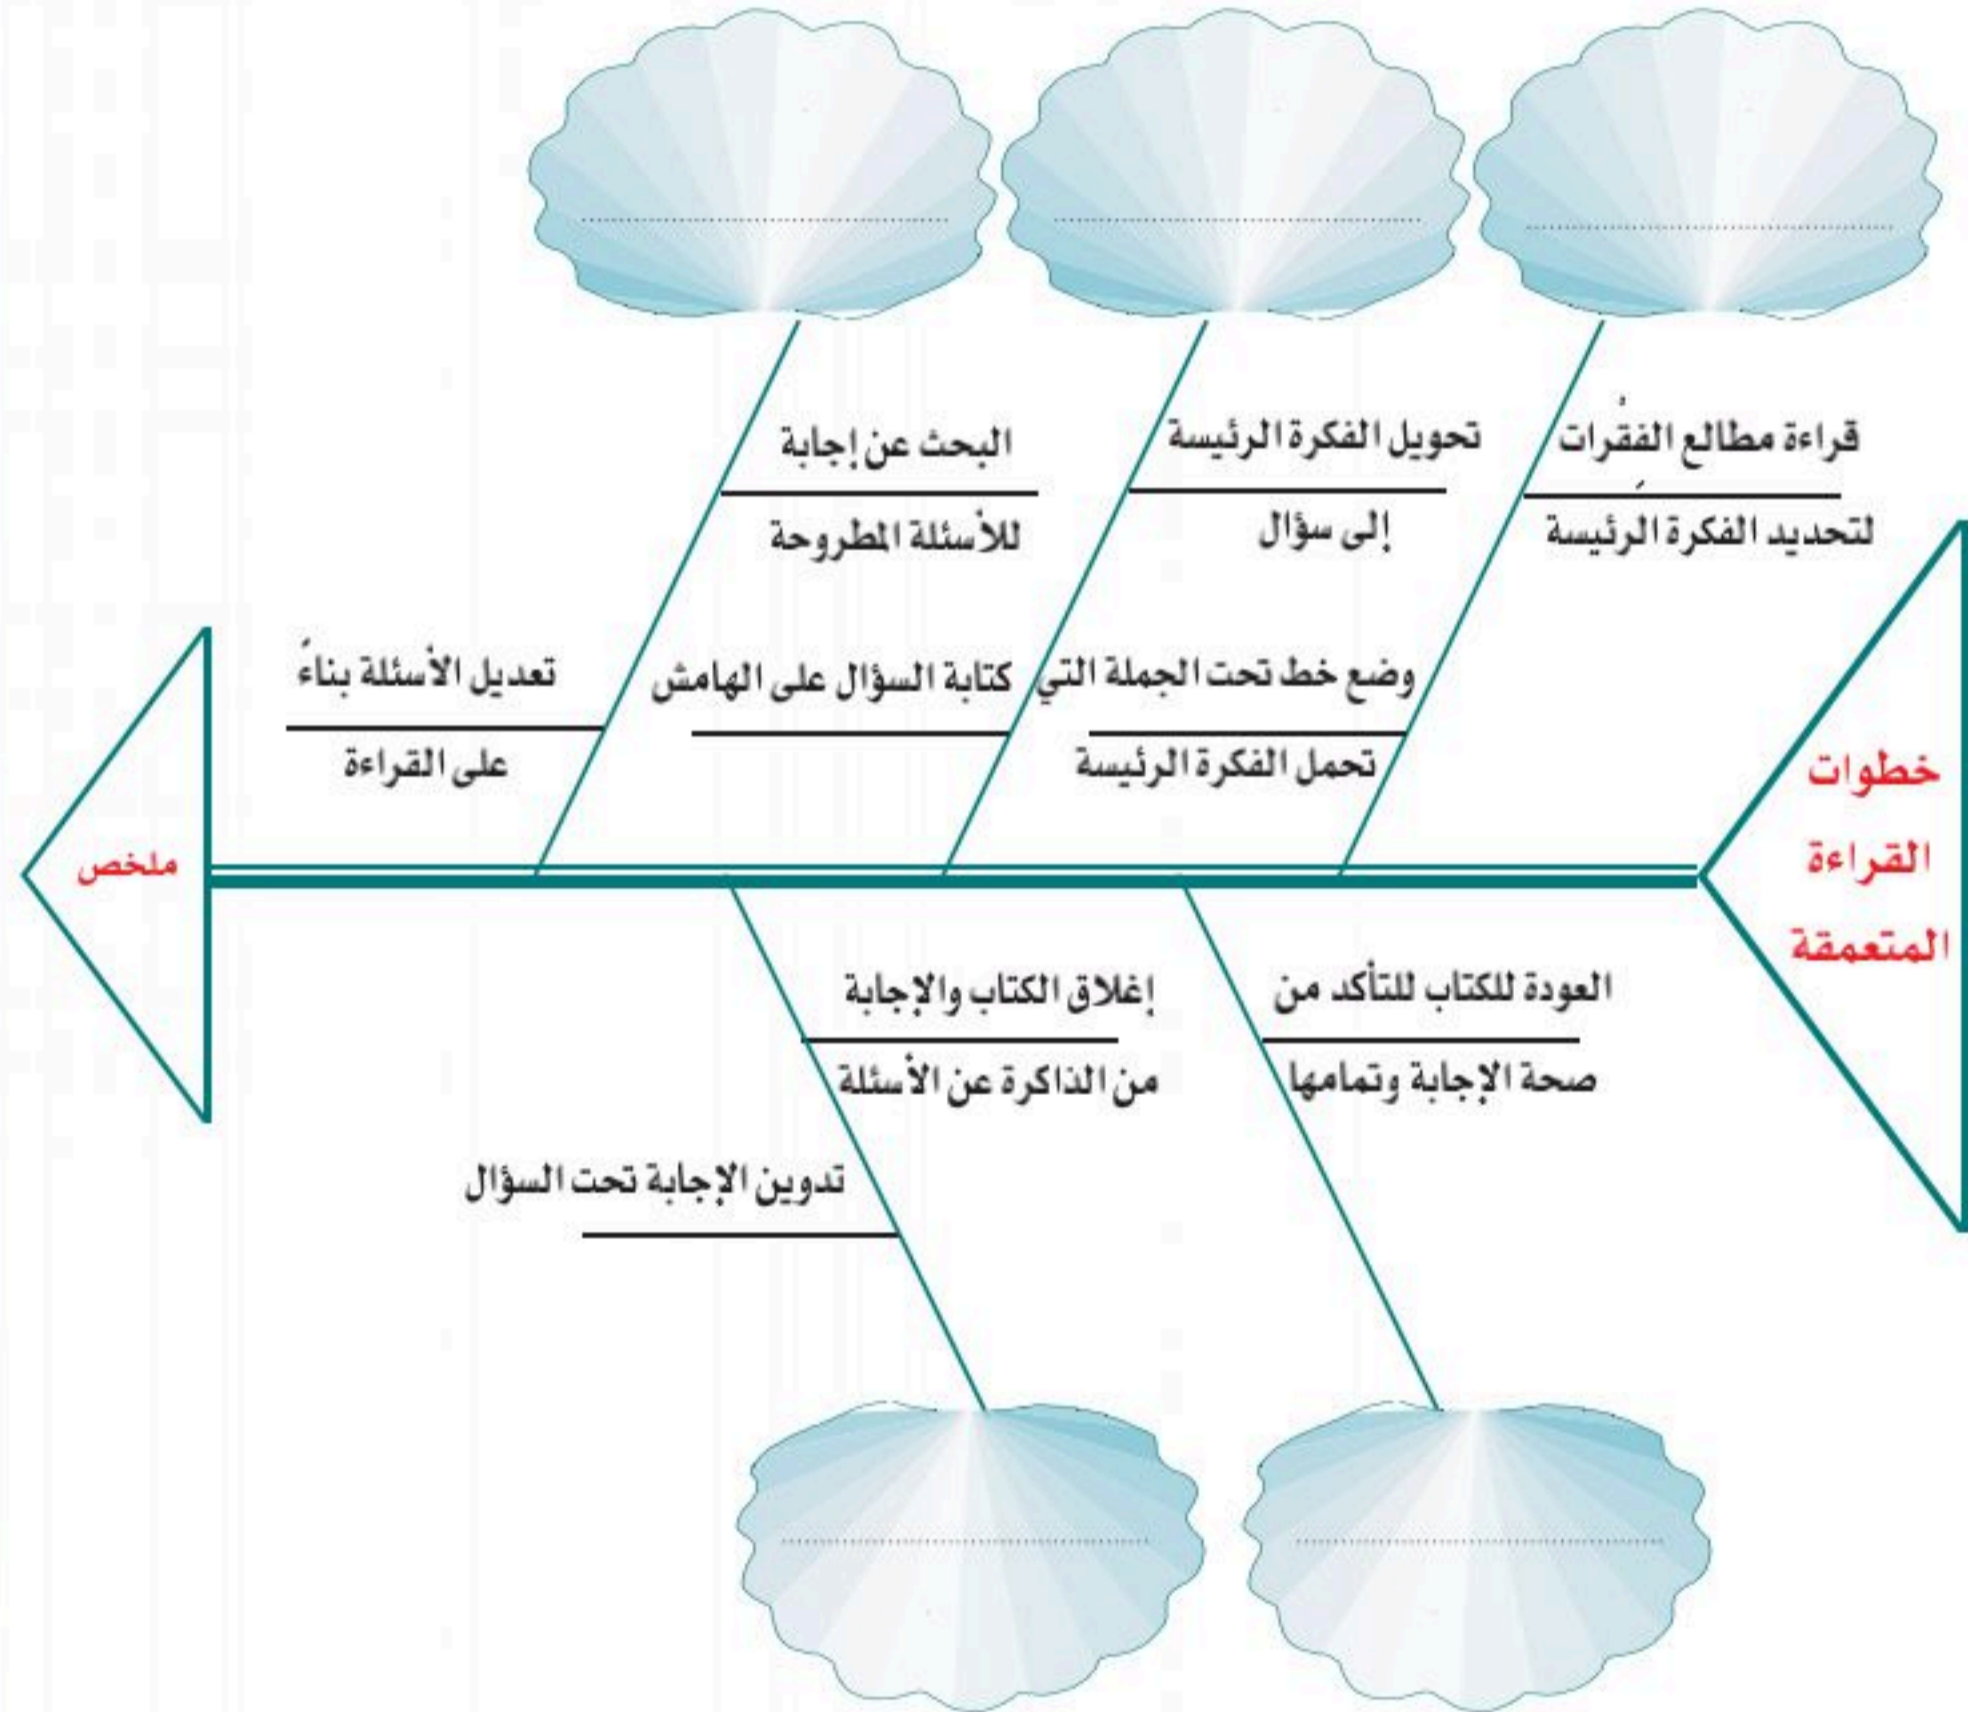 خطوات
القراءة
المتعمقة
قراءة مطالع الفقرات
لتحديد الفكرة الرئيسة
وضع خط تحت الجملة التي
تحمل الفكرة الرئيسة
تحويل الفكرة الرئيسة
إلى سؤال
كتابة السؤال على الهامش
البحث عن إجابة
للأسئلة المطروحة
تعديل الأسئلة بناءً
على القراءة
إغلاق الكتاب والإجابة
من الذاكرة عن الأسئلة
تدوين الإجابة تحت السؤال
العودة للكتاب للتأكد من
صحة الإجابة وتمامها
ملخص